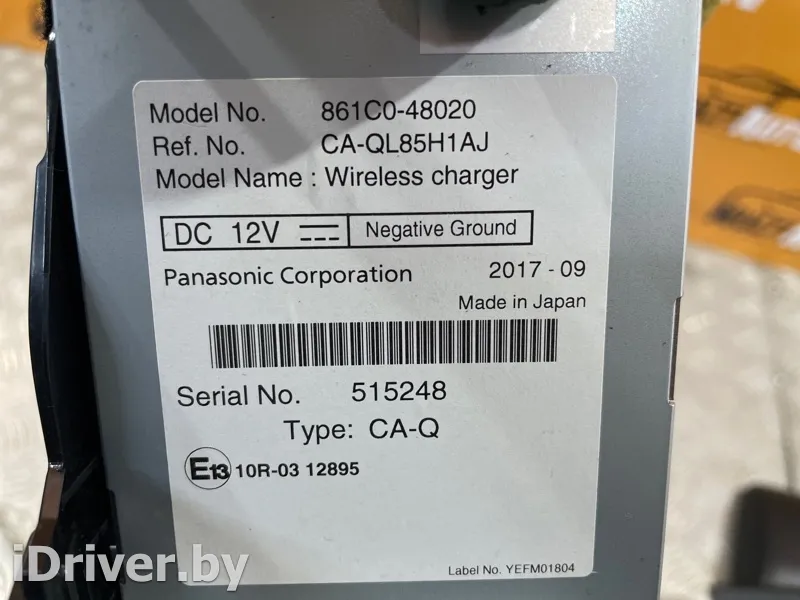 Model No. 861C0-48020
Ref. No. CA-QL85H1AJ
Model Name : Wireless charger
DC 12V Negative Ground
Panasonic Corporation 2017-09
Made in Japan
Serial No. 515248
Type: CA-Q
E13 10R-03 12895
Label No. YEFM01804
iDriver.by